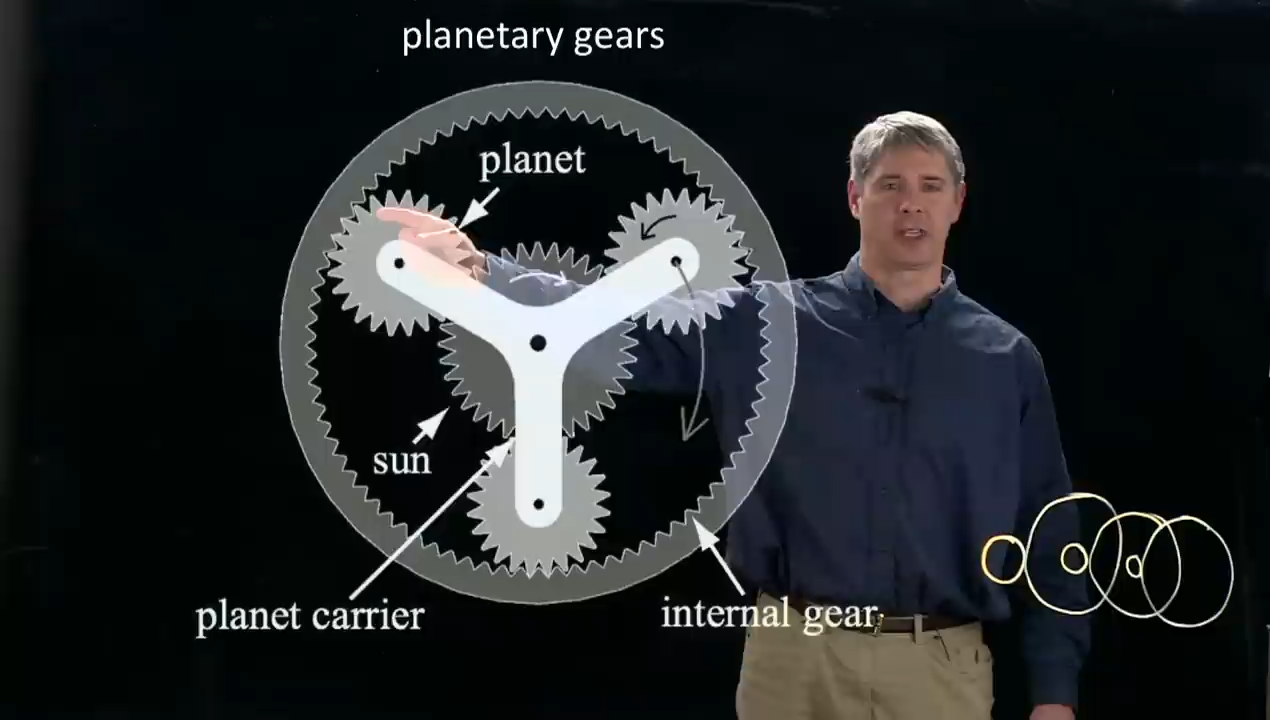 planetary gears
planet
sun
planet carrier
internal gear